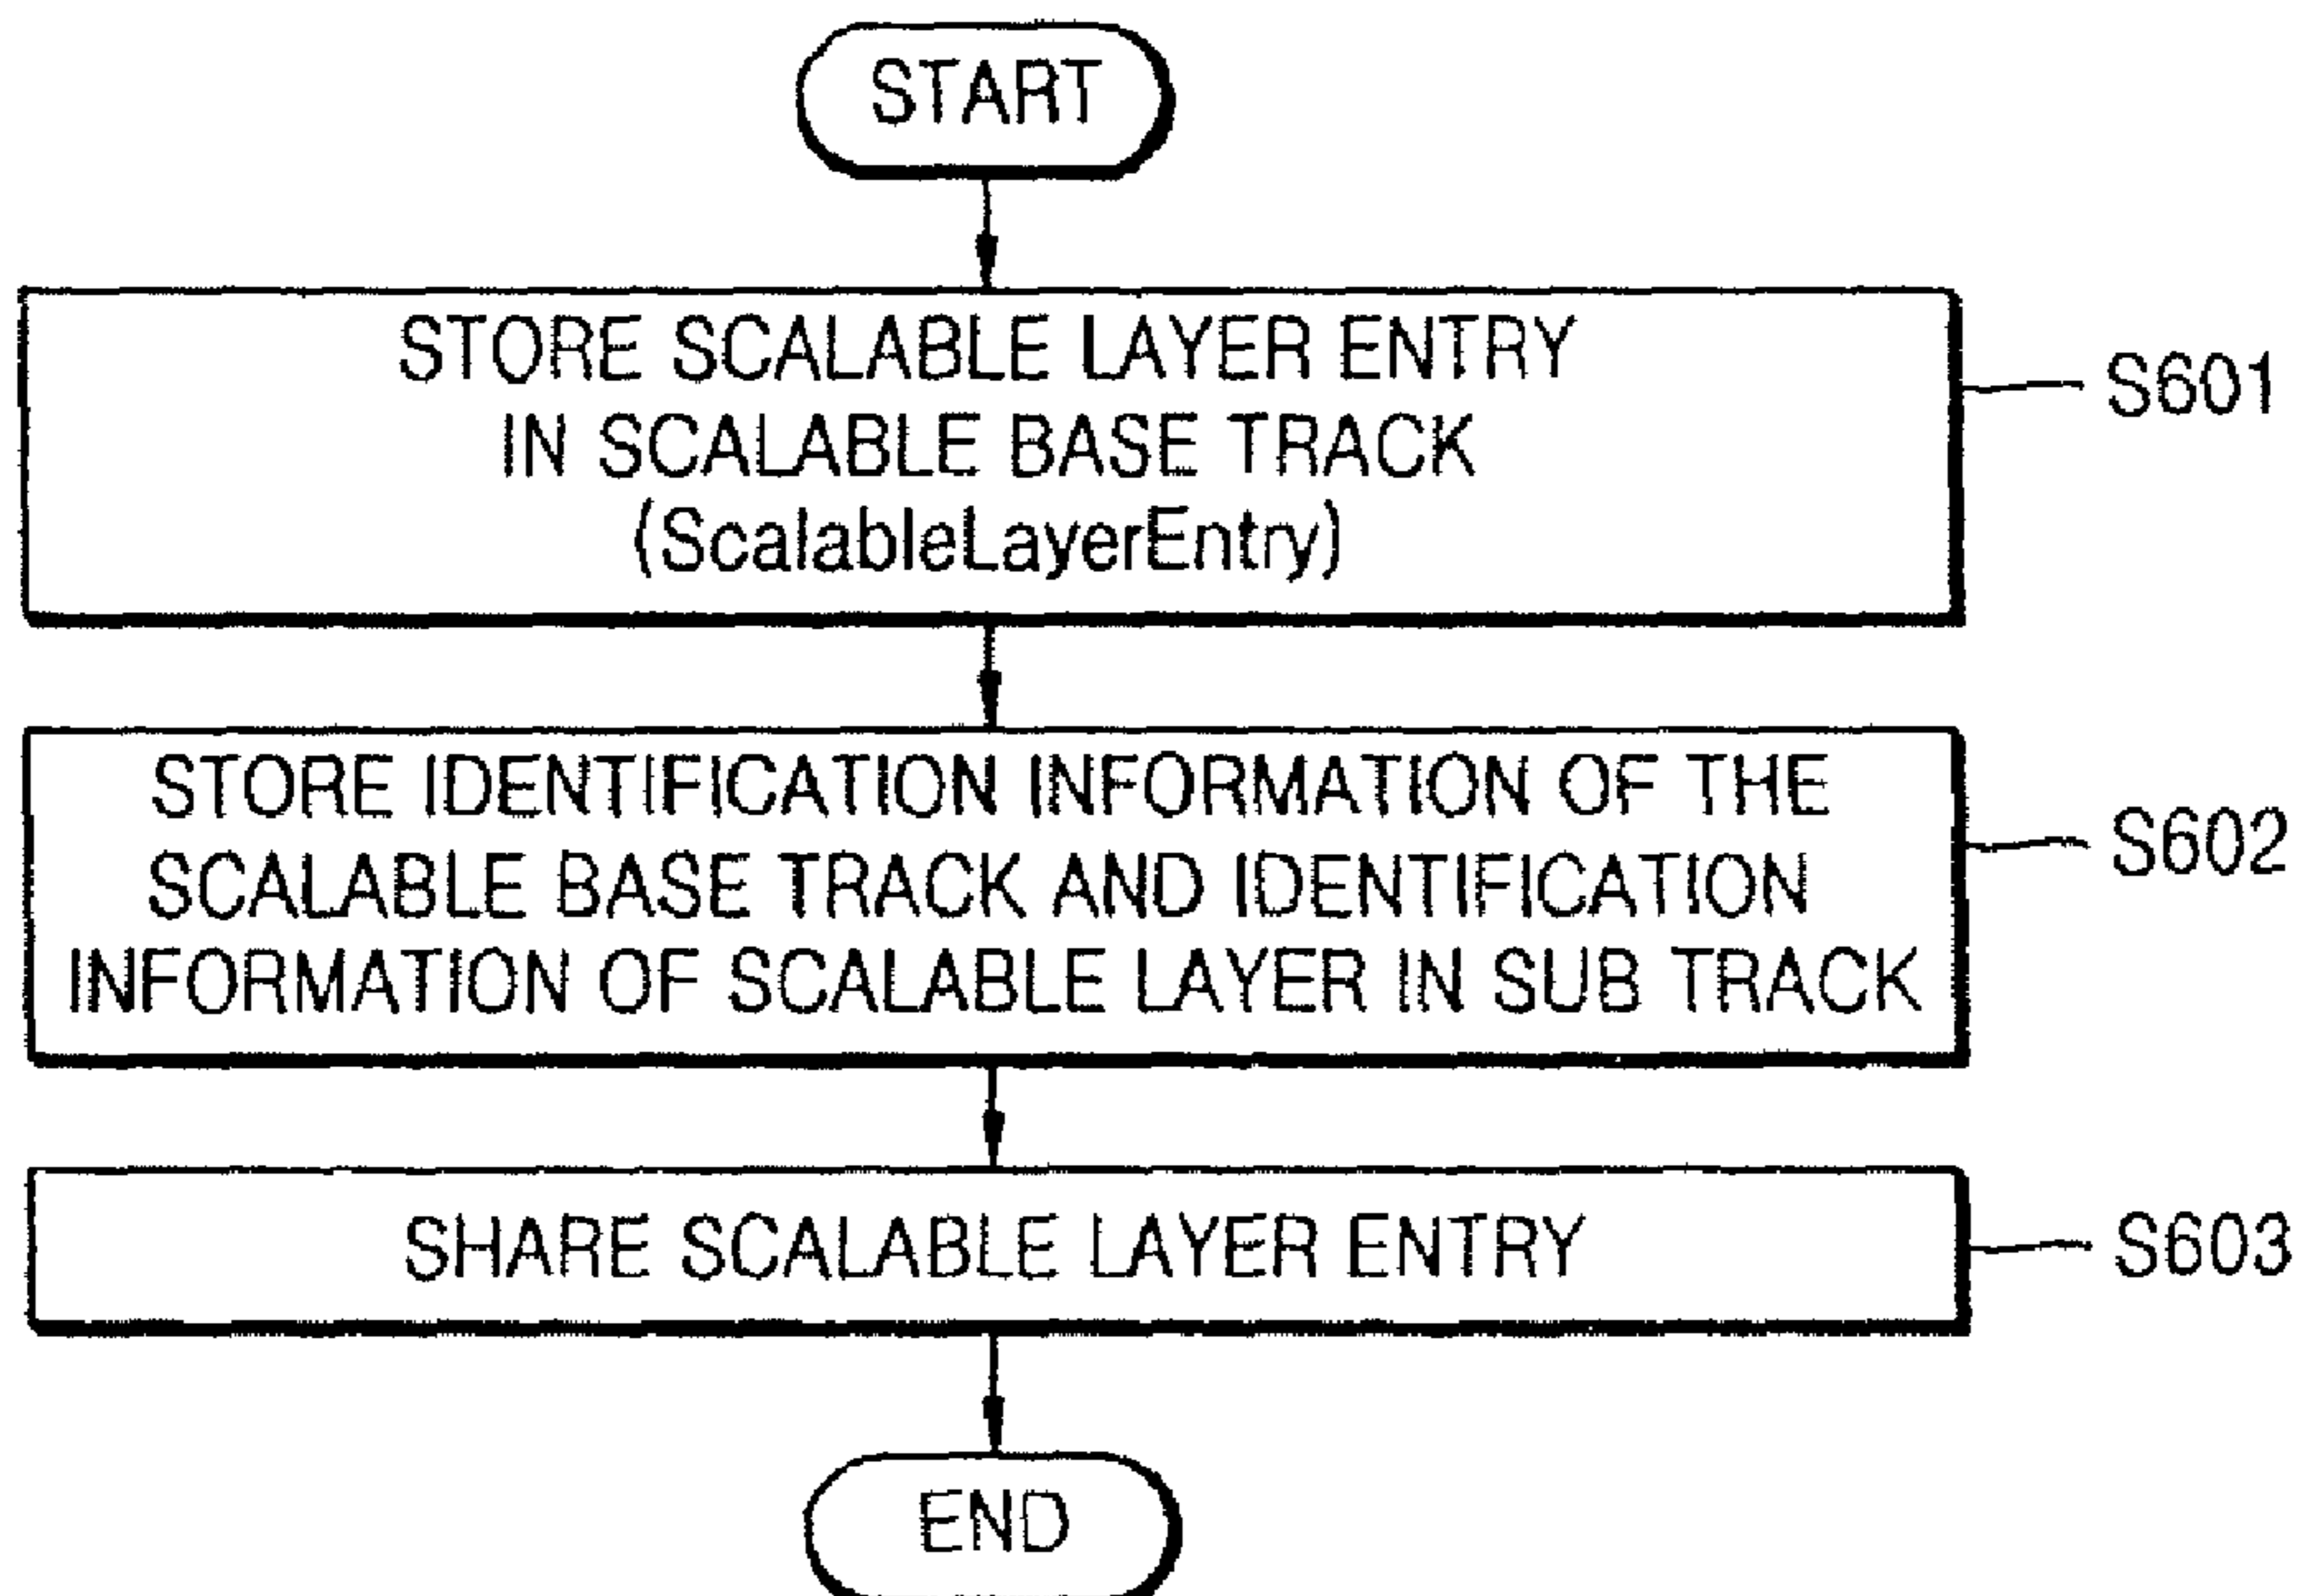 START
STORE SCALABLE LAYER ENTRY
IN SCALABLE BASE TRACK
(ScalableLayerEntry)
S601
STORE IDENTIFICATION INFORMATION OF THE
SCALABLE BASE TRACK AND IDENTIFICATION
INFORMATION OF SCALABLE LAYER IN SUB TRACK
S602
SHARE SCALABLE LAYER ENTRY
S603
END